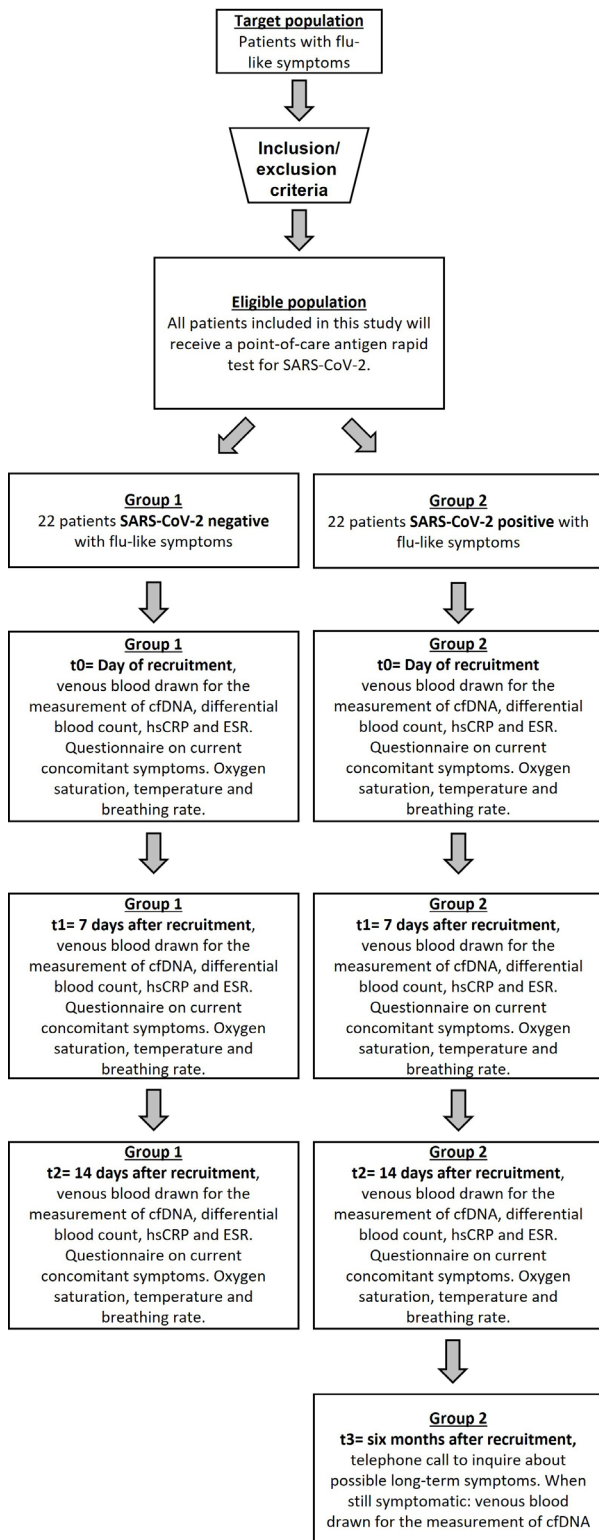 Target population
Patients with flu-
like symptoms
Inclusion/
exclusion
criteria
Eligible population
All patients included in this study will
receive a point-of-care antigen rapid
test for SARS-CoV-2.
Group 1
22 patients SARS-CoV-2 negative
with flu-like symptoms
Group 2
22 patients SARS-CoV-2 positive with
flu-like symptoms
Group 1
t0= Day of recruitment,
venous blood drawn for the
measurement of cfDNA, differential
blood count, hsCRP and ESR.
Questionnaire on current
concomitant symptoms. Oxygen
saturation, temperature and
breathing rate.
Group 2
t0= Day of recruitment
venous blood drawn for the
measurement of cfDNA, differential
blood count, hsCRP and ESR.
Questionnaire on current
concomitant symptoms. Oxygen
saturation, temperature and
breathing rate.
Group 1
t1= 7 days after recruitment,
venous blood drawn for the
measurement of cfDNA, differential
blood count, hsCRP and ESR.
Questionnaire on current
concomitant symptoms. Oxygen
saturation, temperature and
breathing rate.
Group 2
t1= 7 days after recruitment,
venous blood drawn for the
measurement of cfDNA, differential
blood count, hsCRP and ESR.
Questionnaire on current
concomitant symptoms. Oxygen
saturation, temperature and
breathing rate.
Group 1
t2= 14 days after recruitment,
venous blood drawn for the
measurement of cfDNA, differential
blood count, hsCRP and ESR.
Questionnaire on current
concomitant symptoms. Oxygen
saturation, temperature and
breathing rate.
Group 2
t2= 14 days after recruitment,
venous blood drawn for the
measurement of cfDNA, differential
blood count, hsCRP and ESR.
Questionnaire on current
concomitant symptoms. Oxygen
saturation, temperature and
breathing rate.
Group 2
t3= six months after recruitment,
telephone call to inquire about
possible long-term symptoms. When
still symptomatic: venous blood
drawn for the measurement of cfDNA